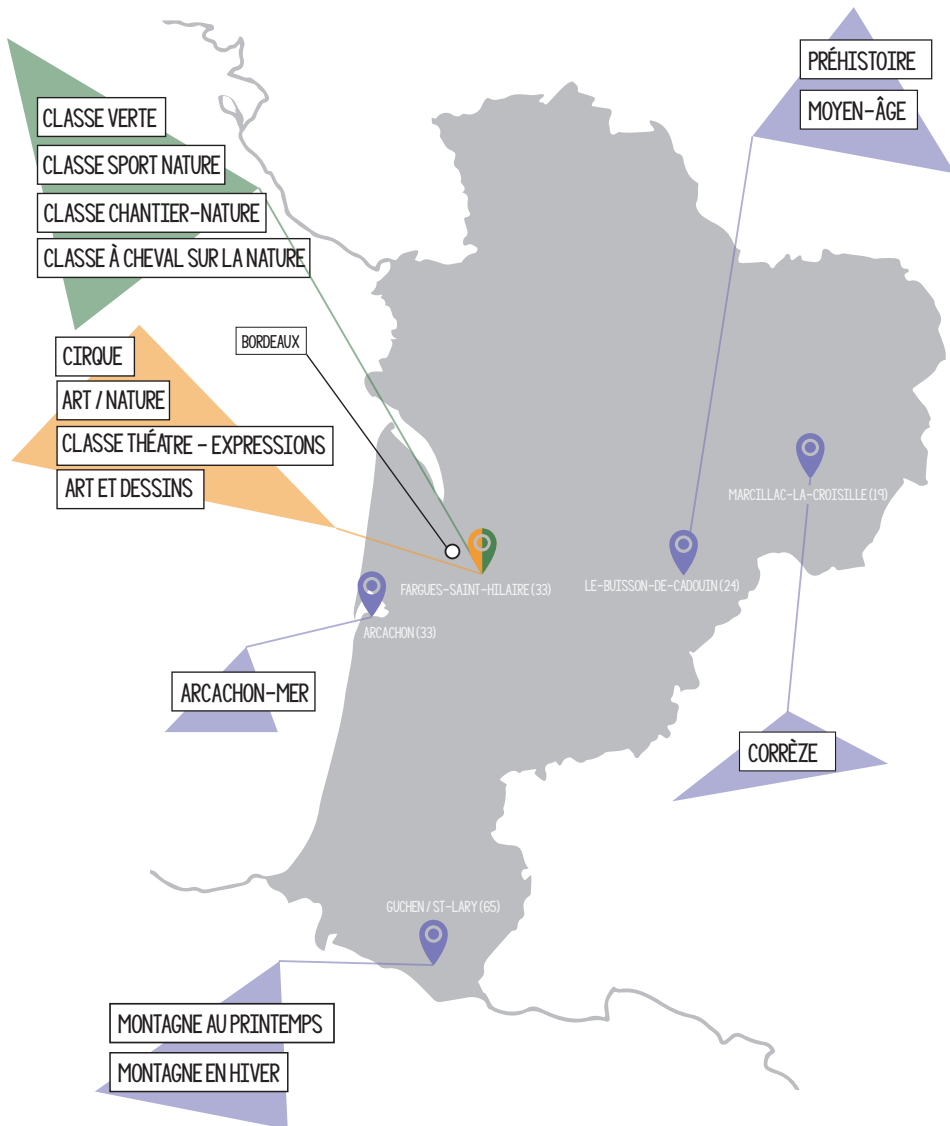 PRÉHISTOIRE
MOYEN-ÂGE
CLASSE VERTE
CLASSE SPORT NATURE
CLASSE CHANTIER-NATURE
CLASSE À CHEVAL SUR LA NATURE
BORDEAUX
CIRQUE
ART / NATURE
CLASSE THÉATRE - EXPRESSIONS
ART ET DESSINS
MARCILLAC-LA-CROISILLE (19)
FARGUES-SAINT-HILAIRE (33)
LE-BUISSON-DE-CADOUIN (24)
ARCACHON (33)
ARCACHON-MER
CORRÈZE
GUCHEN / ST-LARY (65)
MONTAGNE AU PRINTEMPS
MONTAGNE EN HIVER